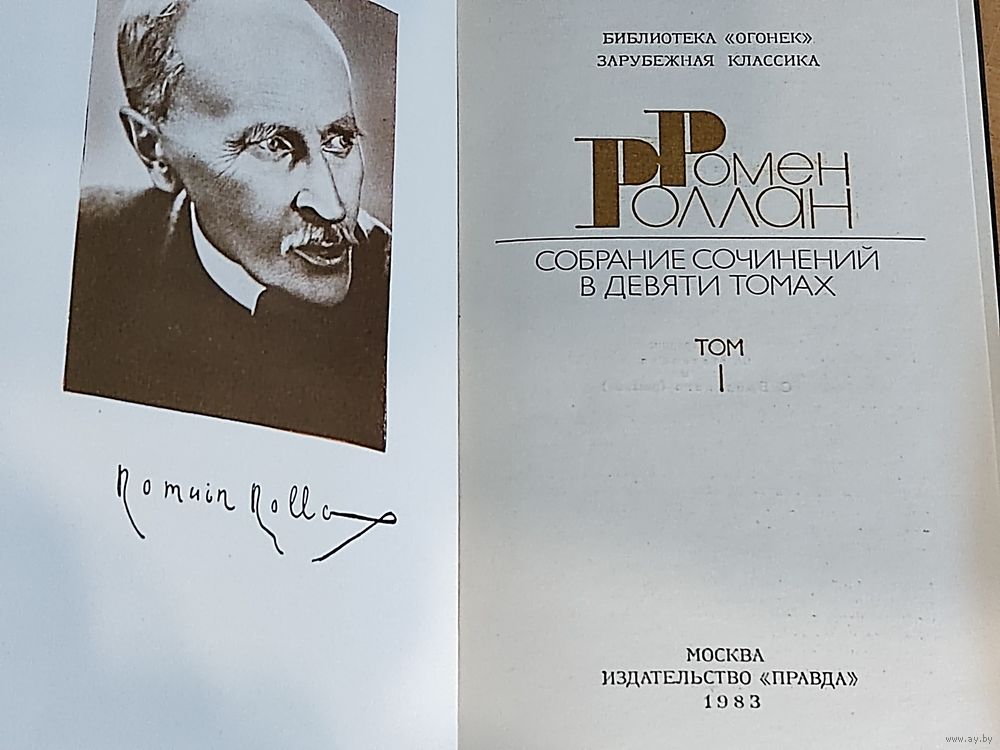 Romain Rolland
БИБЛИОТЕКА «ОГОНЕК»
ЗАРУБЕЖНАЯ КЛАССИКА
РОМЕН
РОЛЛАН
СОБРАНИЕ СОЧИНЕНИЙ
В ДЕВЯТИ ТОМАХ
ТОМ
I
МОСКВА
ИЗДАТЕЛЬСТВО «ПРАВДА»
1983
www.ay.by